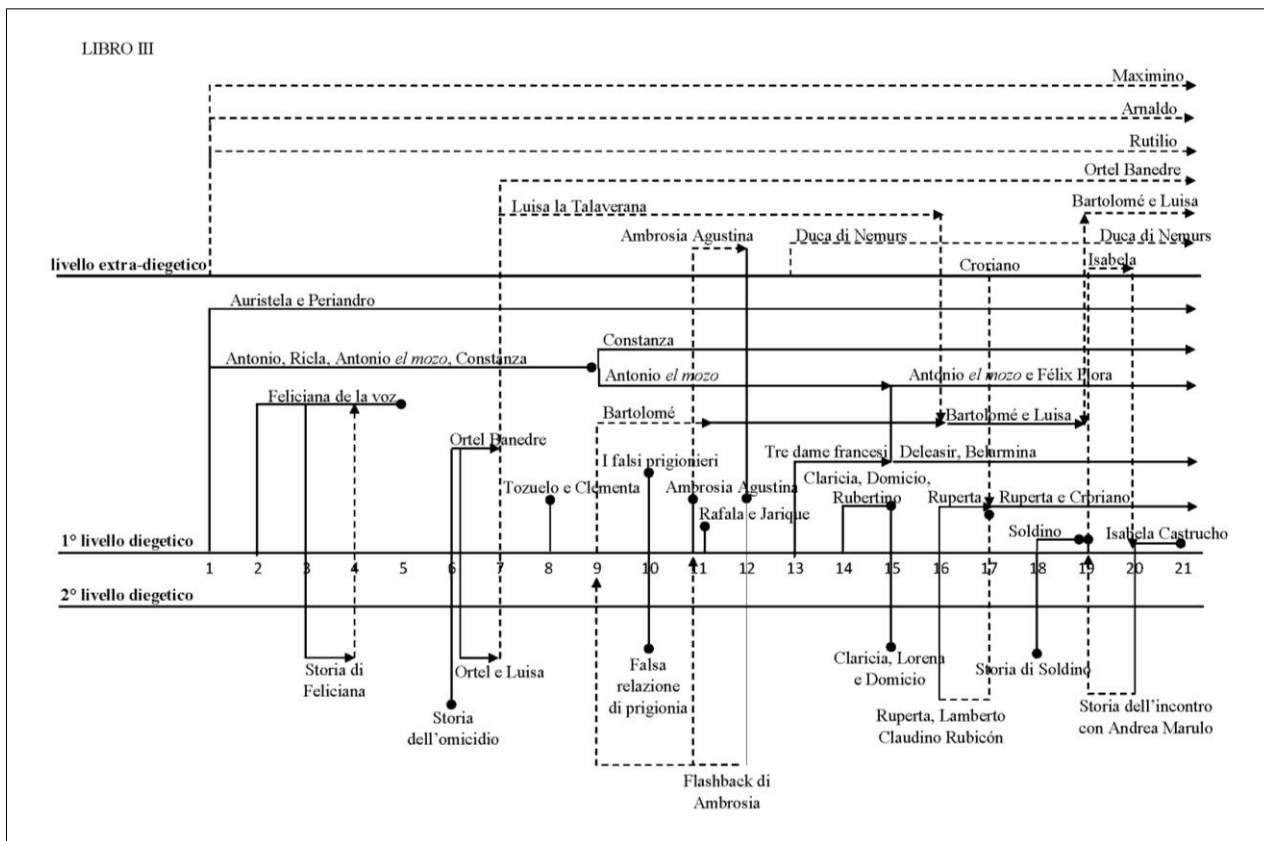 LIBRO III
Maximino
Arnaldo
Rutilio
Ortel Banedre
Luisa la Talaverana
Bartolomé e Luisa
Ambrosia Agustina
Duca di Nemurs
Duca di Nemurs
livello extra-diegetico
Croriano
Isabela
Auristela e Periandro
Constanza
Antonio, Ricla, Antonio el mozo, Constanza
Antonio el mozo
Antonio el mozo e Félix Flora
Feliciana de la voz
Bartolomé
Bartolomé e Luisa
Ortel Banedre
I falsi prigionieri
Tre dame francesi
Deleasir, Belarmina
Tozuelo e Clementa
Ambrosia Agustina
Claricia, Domicio,
Rubertino
Ruperta
Ruperta e Croriano
Rafala e Jarique
Soldino
Isabela Castrucho
1° livello diegetico
1 2 3 4 5 6 7 8 9 10 11 12 13 14 15 16 17 18 19 20 21
2° livello diegetico
Storia di
Feliciana
Ortel e Luisa
Storia
dell'omicidio
Falsa
relazione
di prigionia
Flashback di
Ambrosia
Claricia, Lorena
e Domicio
Ruperta, Lamberto
Claudino Rubicón
Storia di Soldino
Storia dell'incontro
con Andrea Marulo